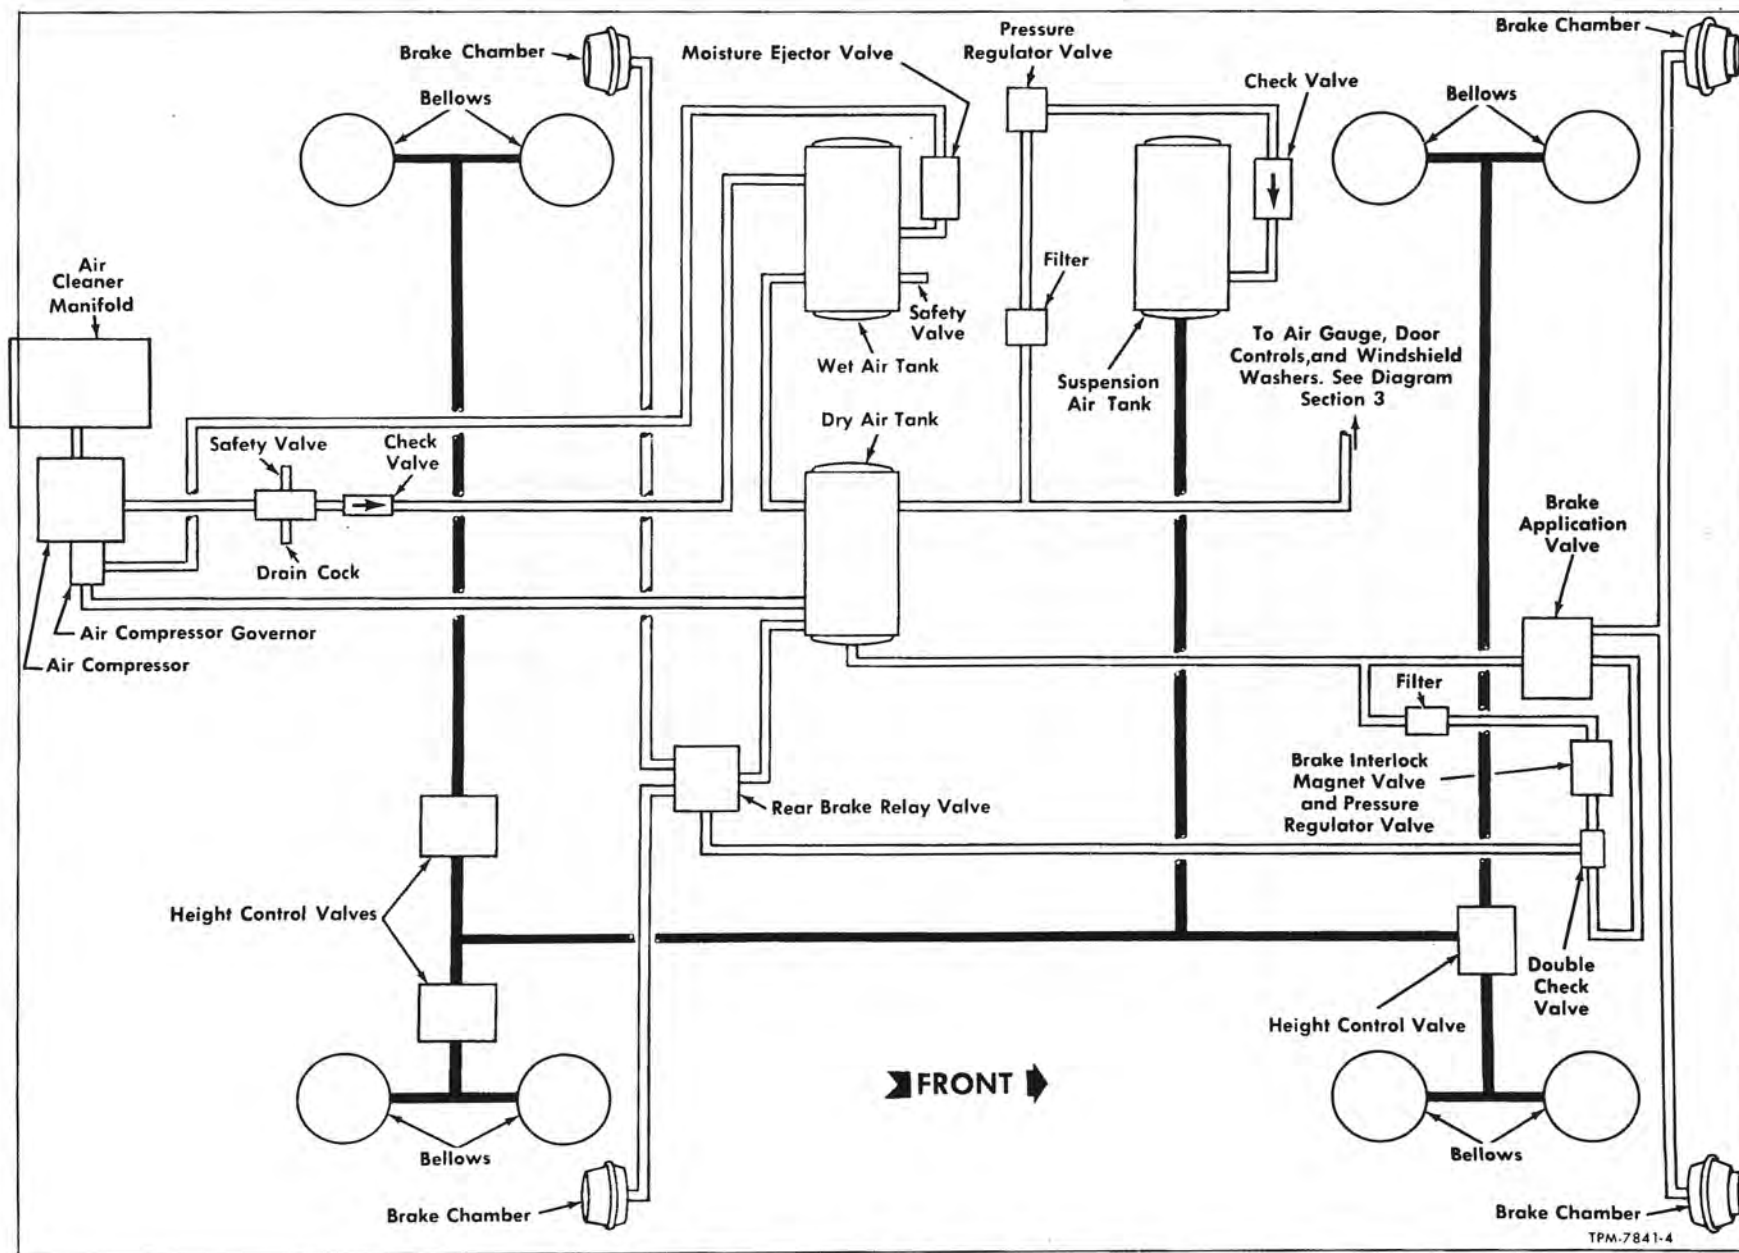 Brake Chamber
Moisture Ejector Valve
Pressure
Regulator Valve
Check Valve
Brake Chamber
Bellows
Bellows
Air
Cleaner
Manifold
Filter
Safety
Valve
Wet Air Tank
Suspension
Air Tank
To Air Gauge, Door
Controls,and Windshield
Washers. See Diagram
Section 3
Dry Air Tank
Safety Valve
Check
Valve
Drain Cock
Brake
Application
Valve
Air Compressor Governor
Air Compressor
Filter
Brake Interlock
Magnet Valve
and Pressure
Regulator Valve
Rear Brake Relay Valve
Height Control Valves
Double
Check
Valve
Height Control Valve
FRONT
Bellows
Bellows
Brake Chamber
Brake Chamber
TPM-7841-4